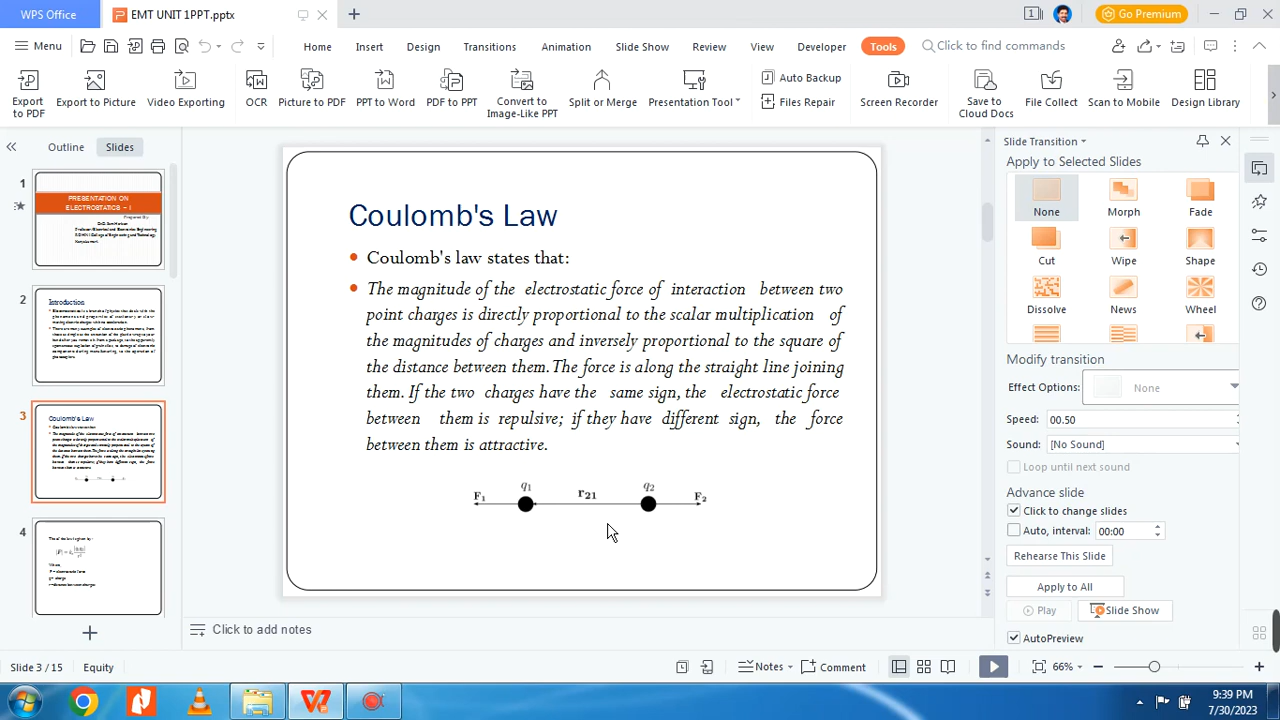 WPS Office
EMT UNIT 1PPT.pptx
1
Go Premium
Menu
Home
Insert
Design
Transitions
Animation
Slide Show
Review
View
Developer
Tools
Click to find commands
Export to PDF
Export to Picture
Video Exporting
OCR
Picture to PDF
PPT to Word
PDF to PPT
Convert to Image-Like PPT
Split or Merge
Presentation Tool
Auto Backup
Files Repair
Screen Recorder
Save to Cloud Docs
File Collect
Scan to Mobile
Design Library
Outline
Slides
1
PRESENTATION ON
ELECTROSTATICS – I
2
Introduction
3
Coulomb's Law
4
Coulomb's Law
Coulomb's law states that:
The magnitude of the electrostatic force of interaction between two
point charges is directly proportional to the scalar multiplication of
the magnitudes of charges and inversely proportional to the square of
the distance between them. The force is along the straight line joining
them. If the two charges have the same sign, the electrostatic force
between them is repulsive; if they have different sign, the force
between them is attractive.
F₁ q₁ r₂₁ q₂ F₂
Click to add notes
Slide Transition
Apply to Selected Slides
None
Morph
Fade
Cut
Wipe
Shape
Dissolve
News
Wheel
Modify transition
Effect Options: None
Speed: 00.50
Sound: [No Sound]
Loop until next sound
Advance slide
Click to change slides
Auto, interval: 00:00
Rehearse This Slide
Apply to All
Play
Slide Show
AutoPreview
Slide 3 / 15
Equity
Notes
Comment
66%
9:39 PM
7/30/2023